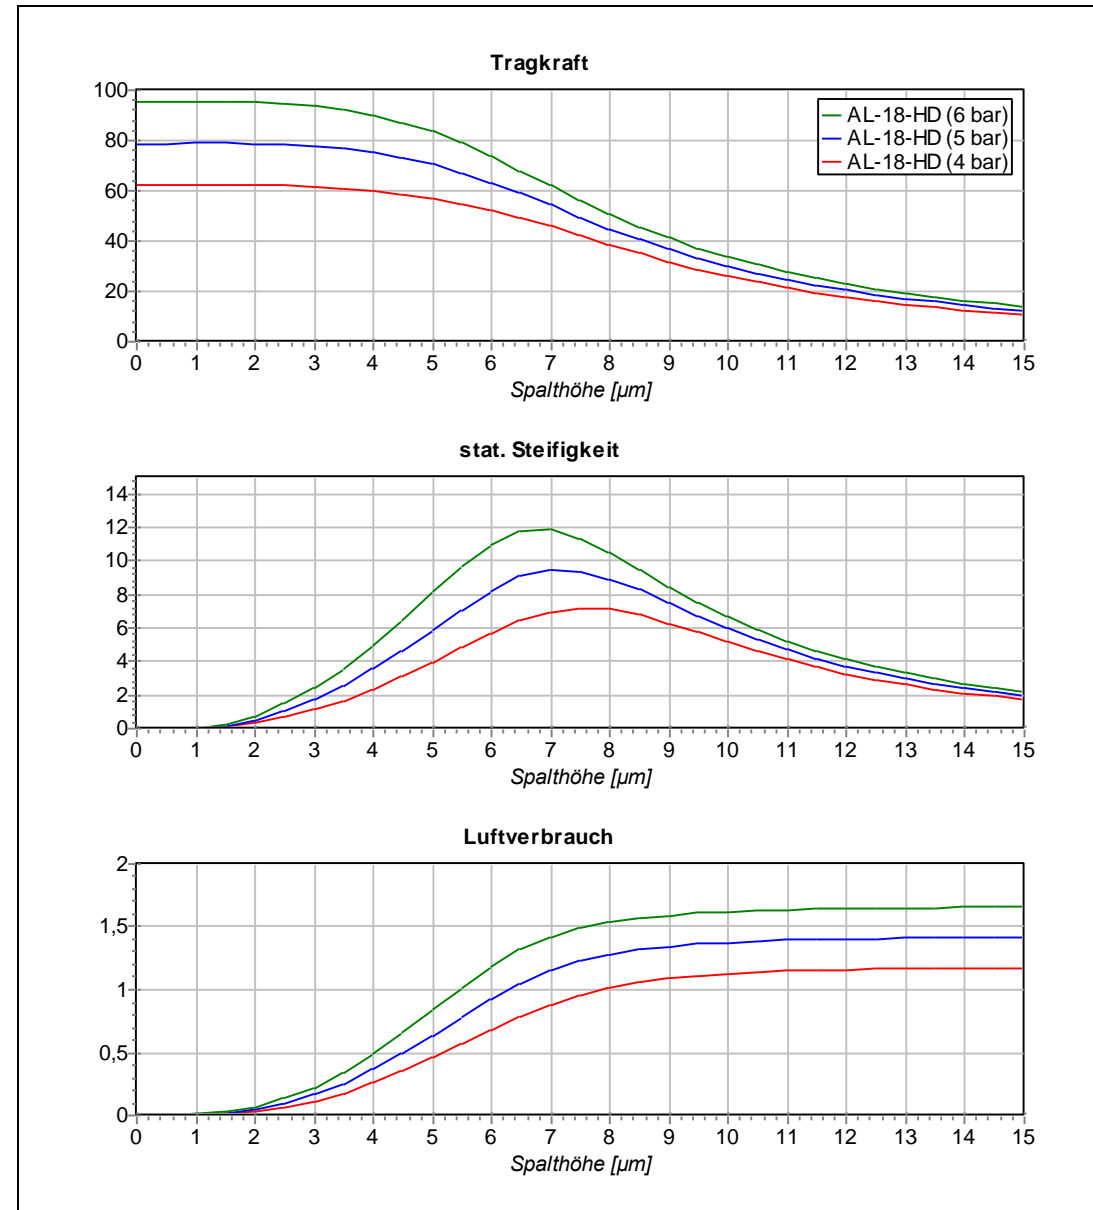 Tragkraft
100
80
60
40
20
0
AL-18-HD (6 bar)
AL-18-HD (5 bar)
AL-18-HD (4 bar)
0 1 2 3 4 5 6 7 8 9 10 11 12 13 14 15
Spalthöhe [µm]
stat. Steifigkeit
14
12
10
8
6
4
2
0
0 1 2 3 4 5 6 7 8 9 10 11 12 13 14 15
Spalthöhe [µm]
Luftverbrauch
2
1,5
1
0,5
0
0 1 2 3 4 5 6 7 8 9 10 11 12 13 14 15
Spalthöhe [µm]